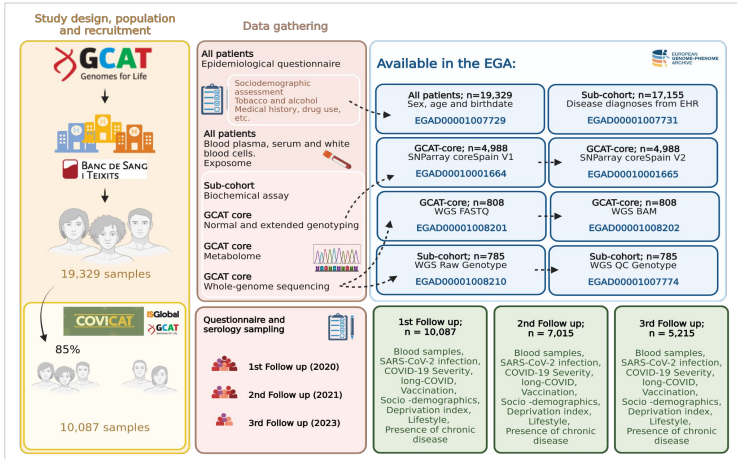 Study design, population
and recruitment
GCAT
Genomes for Life
BANC DE SANG
I TEIXITS
19,329 samples
COVICAT
ISGlobal
GCAT
Genomes for Life
85%
10,087 samples
Data gathering
All patients
Epidemiological questionnaire
Sociodemographic
assessment
Tobacco and alcohol
Medical history, drug use,
etc.
All patients
Blood plasma, serum and white
blood cells.
Exposome
Sub-cohort
Biochemical assay
GCAT core
Normal and extended genotyping
GCAT core
Metabolome
GCAT core
Whole-genome sequencing
Questionnaire and
serology sampling
1st Follow up (2020)
2nd Follow up (2021)
3rd Follow up (2023)
Available in the EGA:
EUROPEAN
GENOME-PHENOME
ARCHIVE
All patients; n=19,329
Sex, age and birthdate
EGAD00001007729
Sub-cohort; n=17,155
Disease diagnoses from EHR
EGAD00001007731
GCAT-core; n=4,988
SNParray coreSpain V1
EGAD00010001664
GCAT-core; n=4,988
SNParray coreSpain V2
EGAD00010001665
GCAT-core; n=808
WGS FASTQ
EGAD00001008201
GCAT-core; n=808
WGS BAM
EGAD00001008202
Sub-cohort; n=785
WGS Raw Genotype
EGAD00001008210
Sub-cohort; n=785
WGS QC Genotype
EGAD00001007774
1st Follow up;
n = 10,087
Blood samples,
SARS-CoV-2 infection,
COVID-19 Severity,
long-COVID,
Vaccination,
Socio -demographics,
Deprivation index,
Lifestyle,
Presence of chronic
disease
2nd Follow up;
n = 7,015
Blood samples,
SARS-CoV-2 infection,
COVID-19 Severity,
long-COVID,
Vaccination,
Socio -demographics,
Deprivation index,
Lifestyle,
Presence of chronic
disease
3rd Follow up;
n = 5,215
Blood samples,
SARS-CoV-2 infection,
COVID-19 Severity,
long-COVID,
Vaccination,
Socio -demographics,
Deprivation index,
Lifestyle,
Presence of chronic
disease